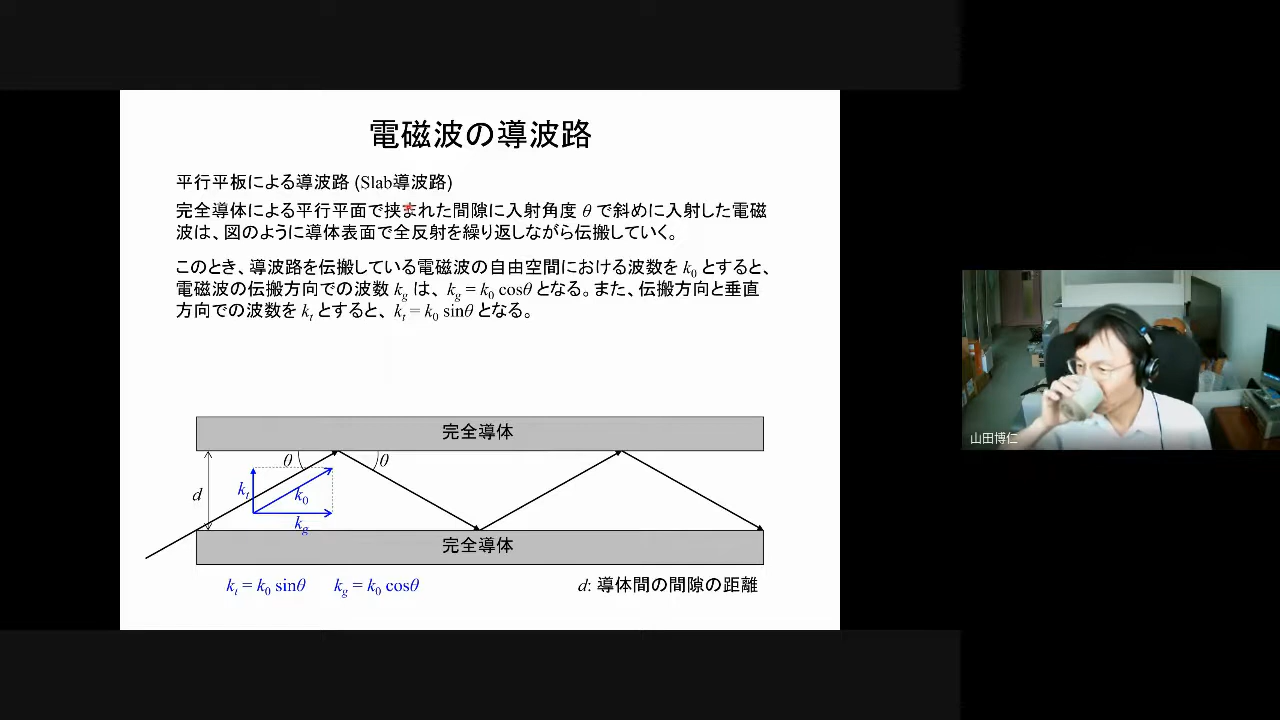 電磁波の導波路
平行平板による導波路 (Slab導波路)
完全導体による平行平面で挟まれた間隙に入射角度 θ で斜めに入射した電磁
波は、図のように導体表面で全反射を繰り返しながら伝搬していく。
このとき、導波路を伝搬している電磁波の自由空間における波数を k0 とすると、
電磁波の伝搬方向での波数 kg は、 kg = k0 cosθ となる。また、伝搬方向と垂直
方向での波数を kt とすると、 kt = k0 sinθ となる。
完全導体
θ
θ
kt
k0
d
kg
完全導体
kt = k0 sinθ kg = k0 cosθ
d: 導体間の間隙の距離
山田博仁